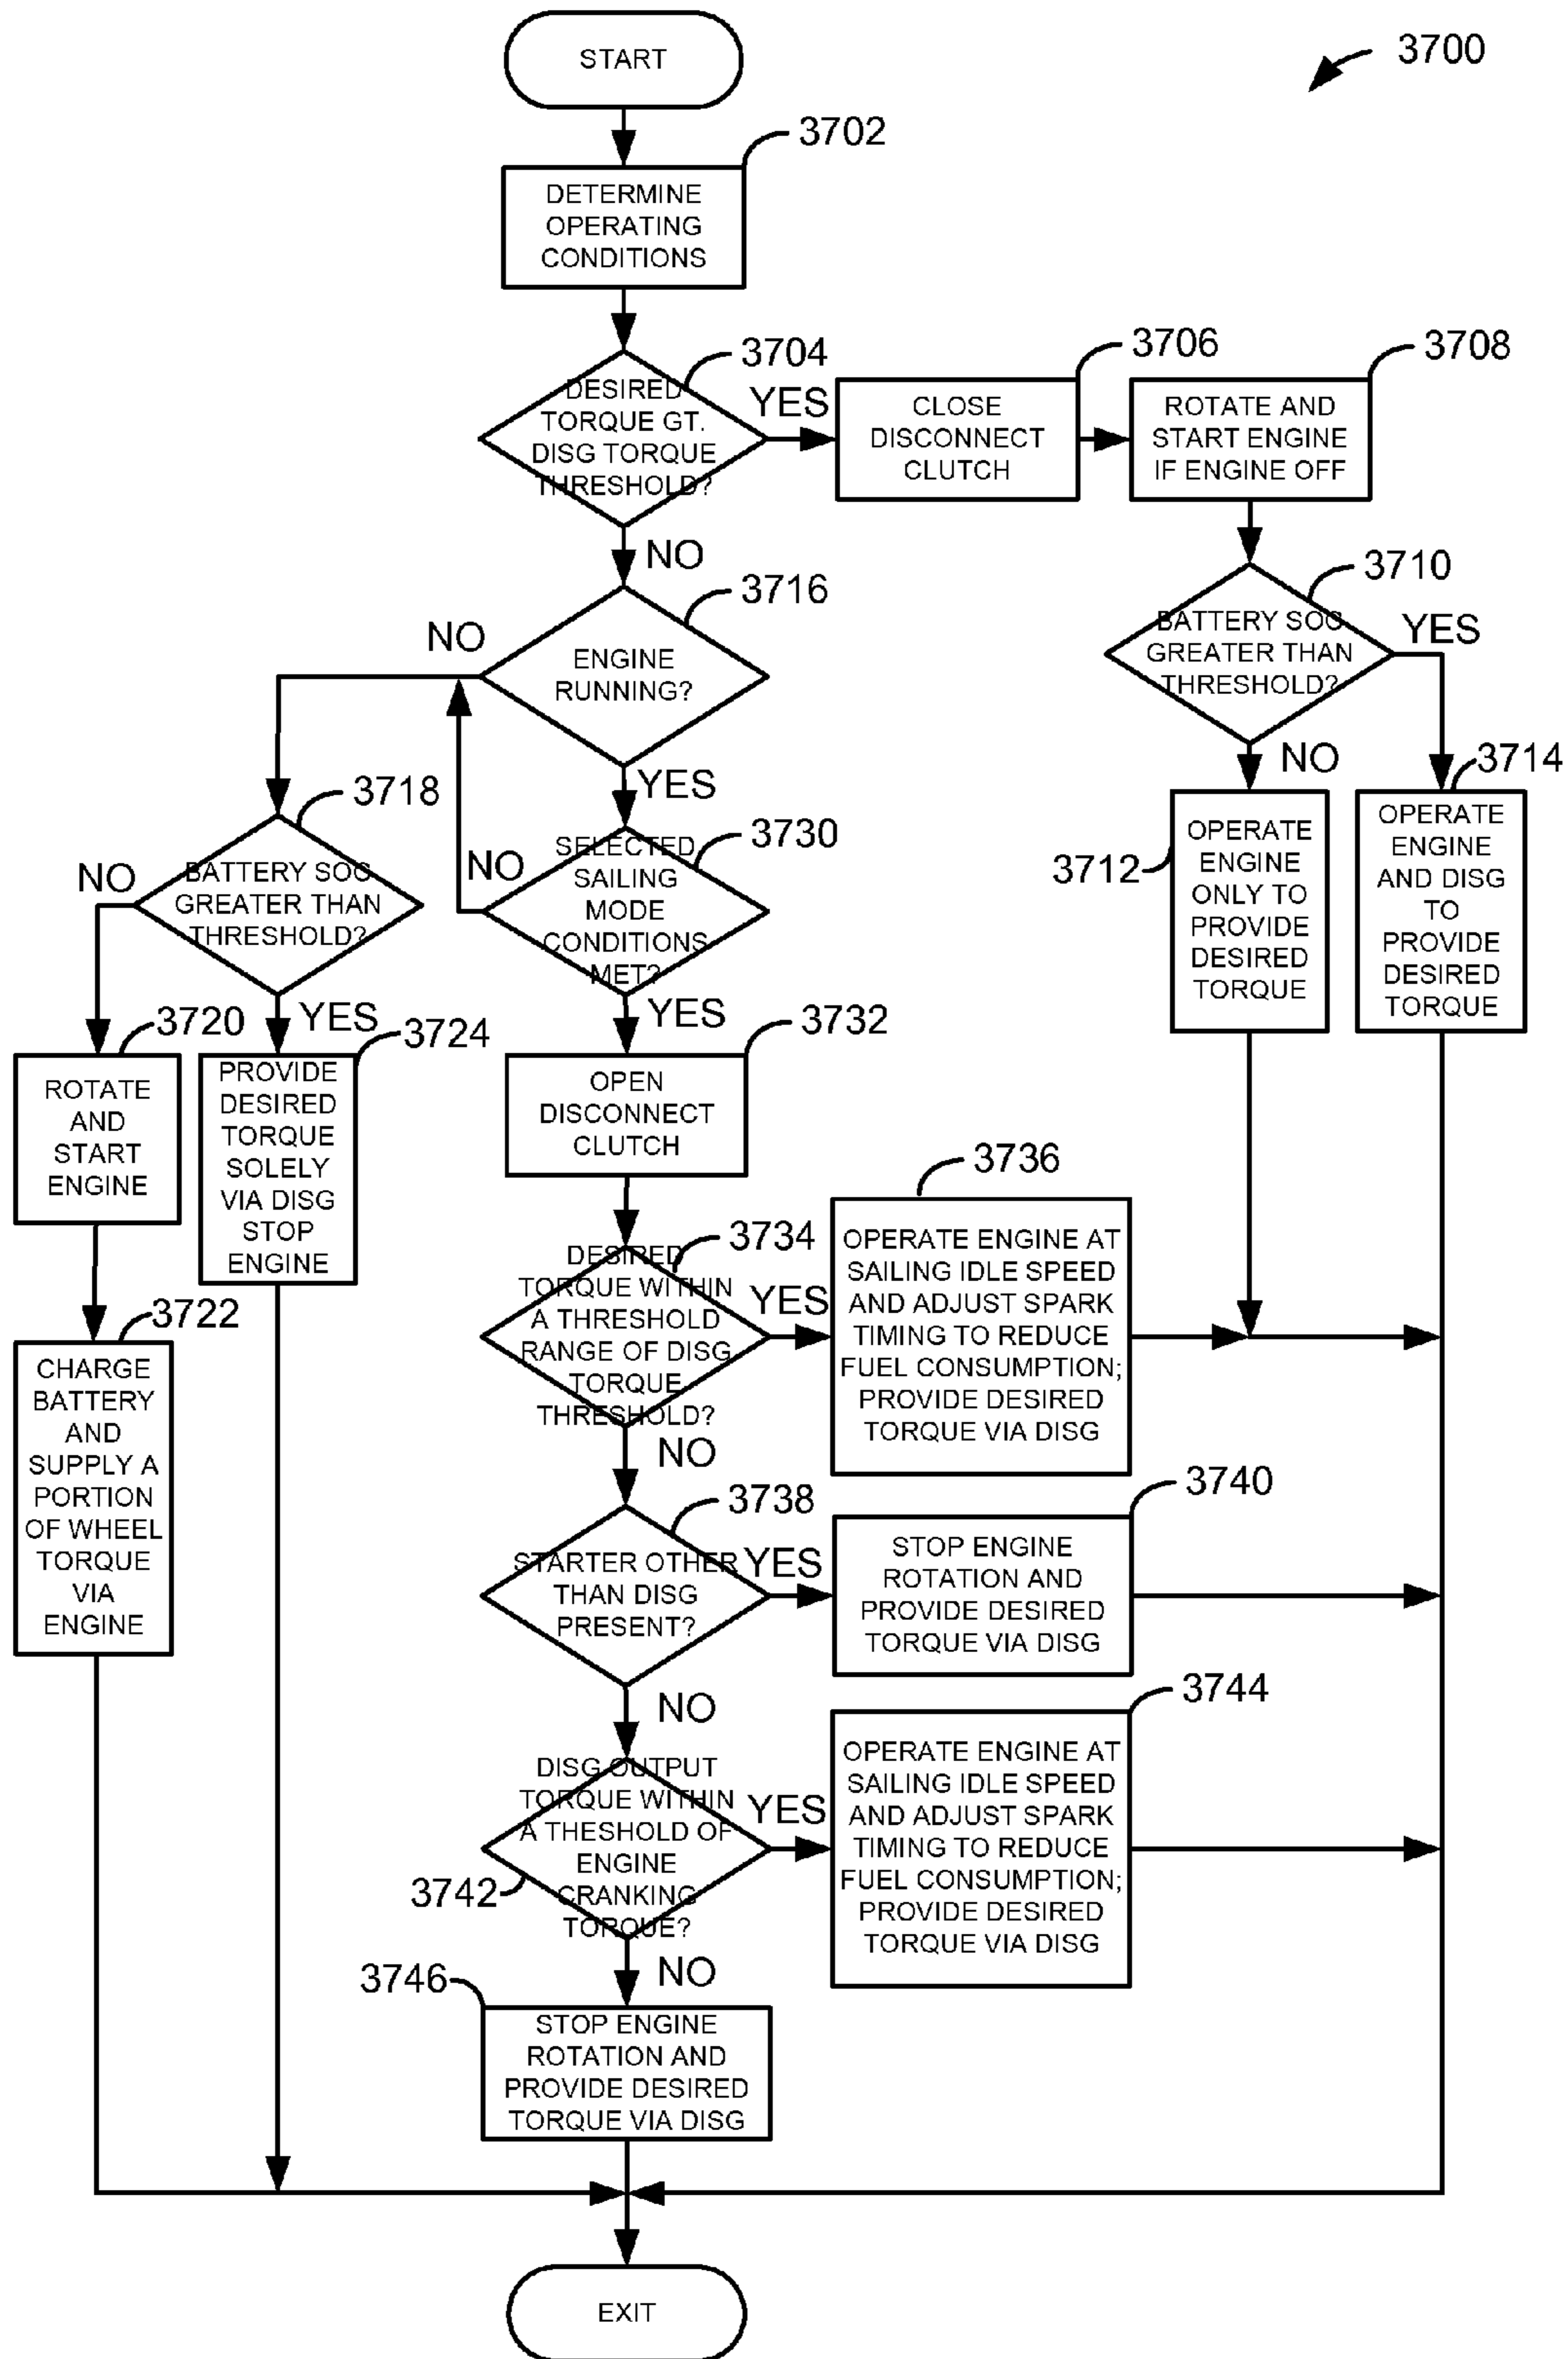 START
3700
3702
DETERMINE
OPERATING
CONDITIONS
3704
DESIRED
TORQUE GT.
DISG TORQUE
THRESHOLD?
YES
NO
3706
CLOSE
DISCONNECT
CLUTCH
3708
ROTATE AND
START ENGINE
IF ENGINE OFF
3710
BATTERY SOC
GREATER THAN
THRESHOLD?
YES
NO
3712
OPERATE
ENGINE
ONLY TO
PROVIDE
DESIRED
TORQUE
3714
OPERATE
ENGINE
AND DISG
TO
PROVIDE
DESIRED
TORQUE
3716
ENGINE
RUNNING?
NO
YES
3718
BATTERY SOC
GREATER THAN
THRESHOLD?
NO
YES
3720
ROTATE
AND
START
ENGINE
3722
CHARGE
BATTERY
AND
SUPPLY A
PORTION
OF WHEEL
TORQUE
VIA
ENGINE
3724
PROVIDE
DESIRED
TORQUE
SOLELY
VIA DISG
STOP
ENGINE
3730
SELECTED
SAILING
MODE
CONDITIONS
MET?
NO
YES
3732
OPEN
DISCONNECT
CLUTCH
3734
DESIRED
TORQUE WITHIN
A THRESHOLD
RANGE OF DISG
TORQUE
THRESHOLD?
YES
NO
3736
OPERATE ENGINE AT
SAILING IDLE SPEED
AND ADJUST SPARK
TIMING TO REDUCE
FUEL CONSUMPTION;
PROVIDE DESIRED
TORQUE VIA DISG
3738
STARTER OTHER
THAN DISG
PRESENT?
YES
NO
3740
STOP ENGINE
ROTATION AND
PROVIDE DESIRED
TORQUE VIA DISG
3742
DISG OUTPUT
TORQUE WITHIN
A THESHOLD OF
ENGINE
CRANKING
TORQUE?
YES
NO
3744
OPERATE ENGINE AT
SAILING IDLE SPEED
AND ADJUST SPARK
TIMING TO REDUCE
FUEL CONSUMPTION;
PROVIDE DESIRED
TORQUE VIA DISG
3746
STOP ENGINE
ROTATION AND
PROVIDE DESIRED
TORQUE VIA DISG
EXIT